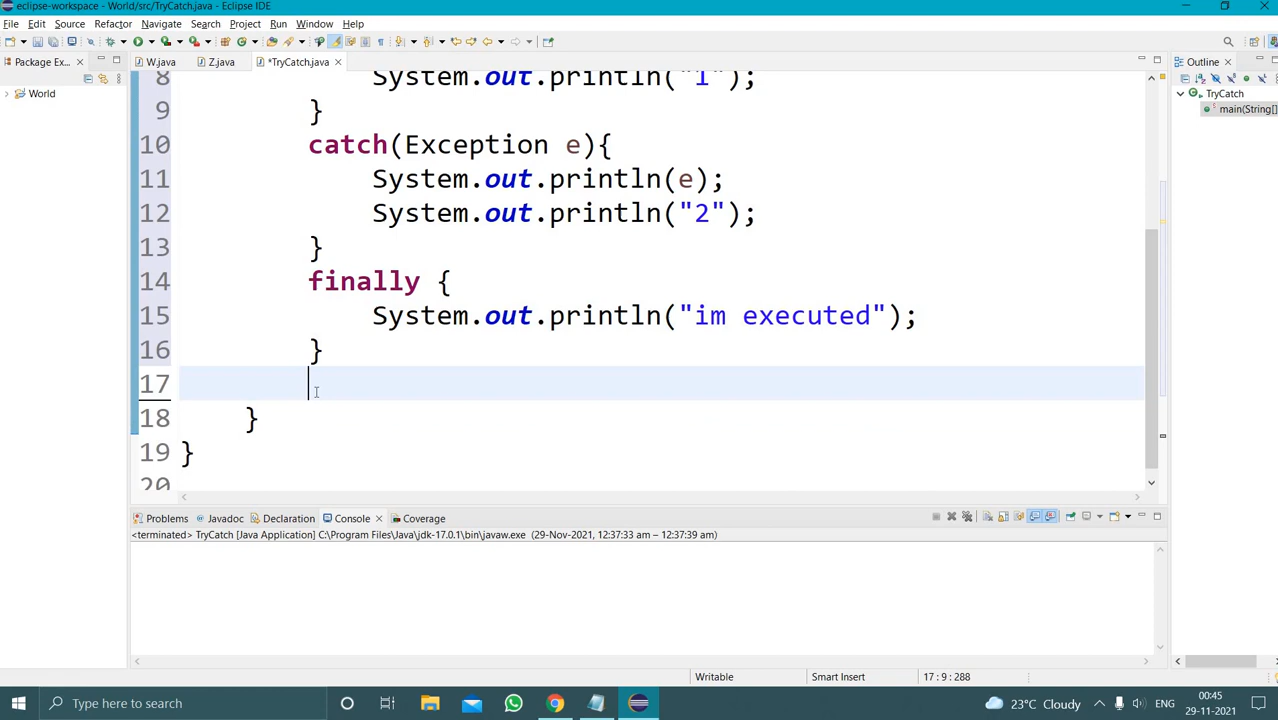 eclipse-workspace - World/src/TryCatch.java - Eclipse IDE
File Edit Source Refactor Navigate Search Project Run Window Help
Package Ex...
W.java Z.java *TryCatch.java
Outline
World
TryCatch
main(String[]
8 System.out.println("1");
9 }
10 catch(Exception e){
11 System.out.println(e);
12 System.out.println("2");
13 }
14 finally {
15 System.out.println("im executed");
16 }
17
18 }
19 }
20
Problems Javadoc Declaration Console Coverage
<terminated> TryCatch [Java Application] C:\Program Files\Java\jdk-17.0.1\bin\javaw.exe (29-Nov-2021, 12:37:33 am – 12:37:39 am)
Writable Smart Insert 17 : 9 : 288
Type here to search
23°C Cloudy ENG 00:45
29-11-2021